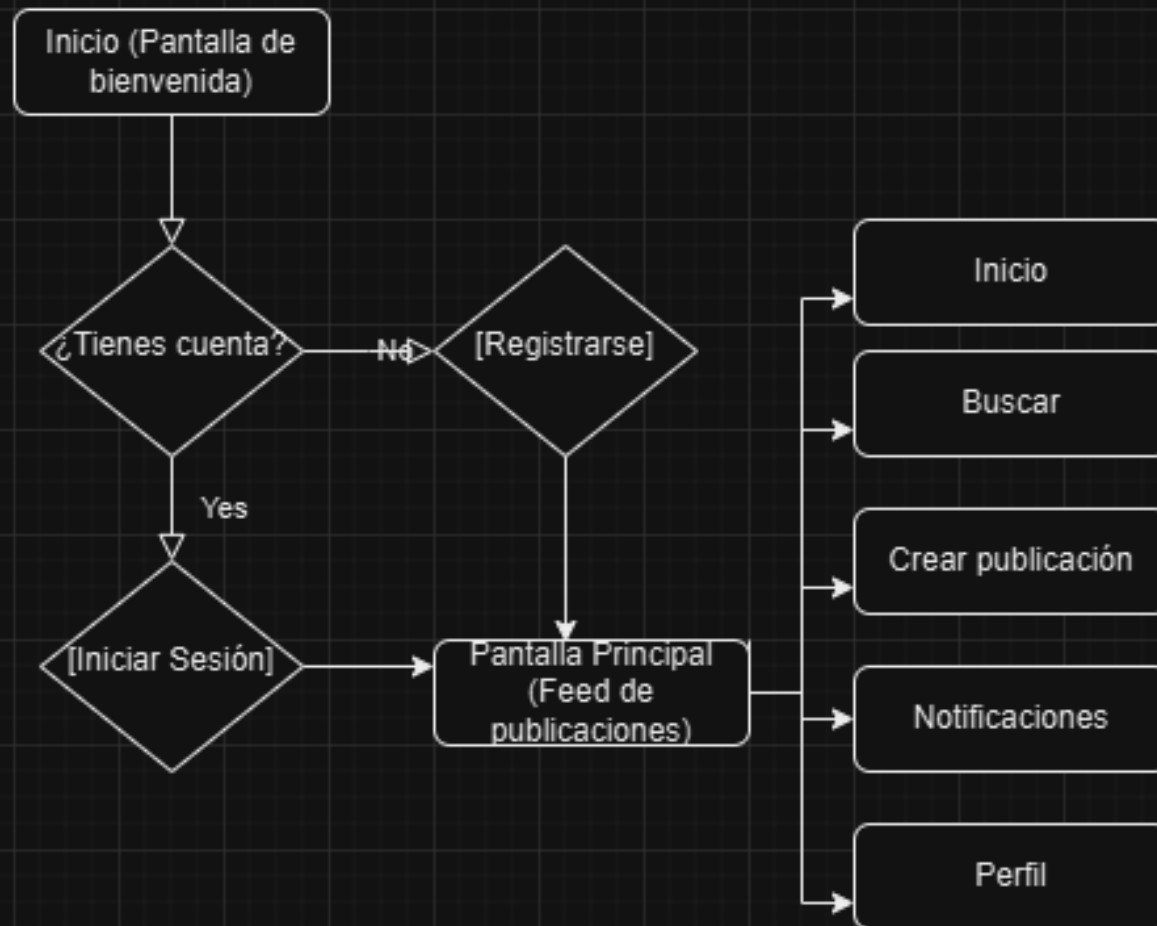 Inicio (Pantalla de
bienvenida)
¿Tienes cuenta?
No
[Registrarse]
Yes
[Iniciar Sesión]
Pantalla Principal
(Feed de
publicaciones)
Inicio
Buscar
Crear publicación
Notificaciones
Perfil